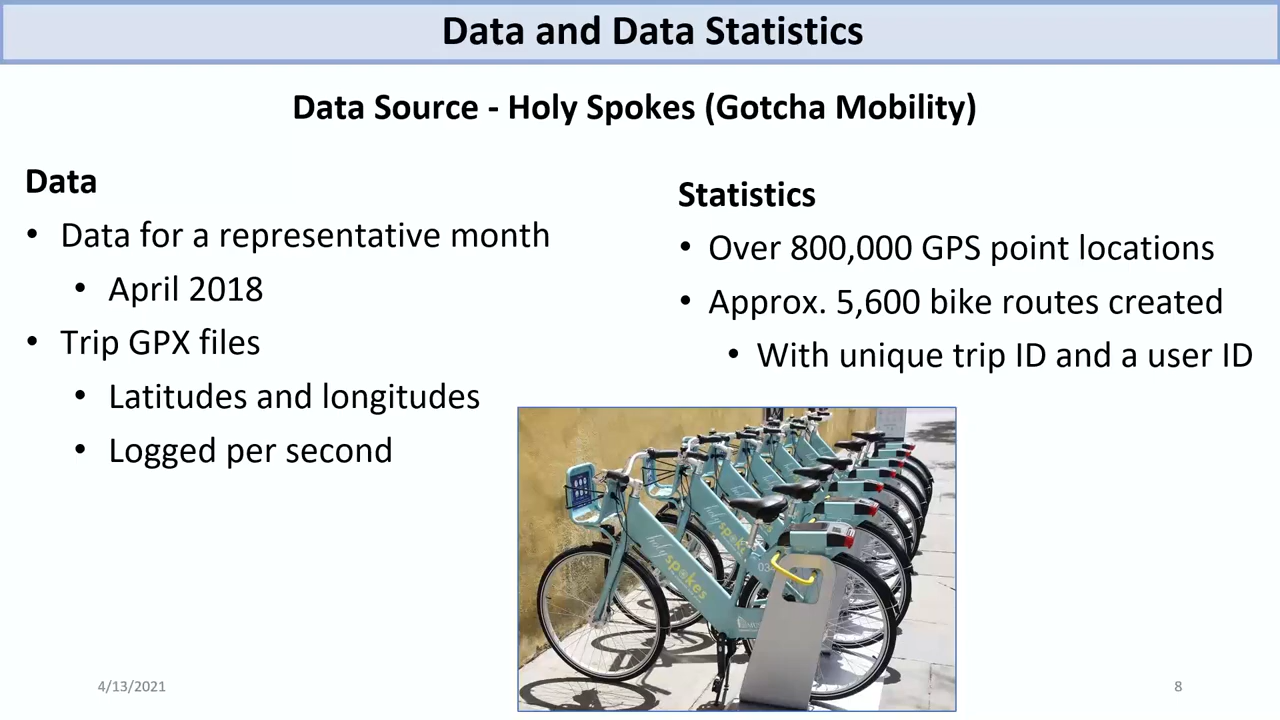 Data and Data Statistics
Data Source - Holy Spokes (Gotcha Mobility)
Data
• Data for a representative month
• April 2018
• Trip GPX files
• Latitudes and longitudes
• Logged per second
Statistics
• Over 800,000 GPS point locations
• Approx. 5,600 bike routes created
• With unique trip ID and a user ID
holy spokes
4/13/2021
8